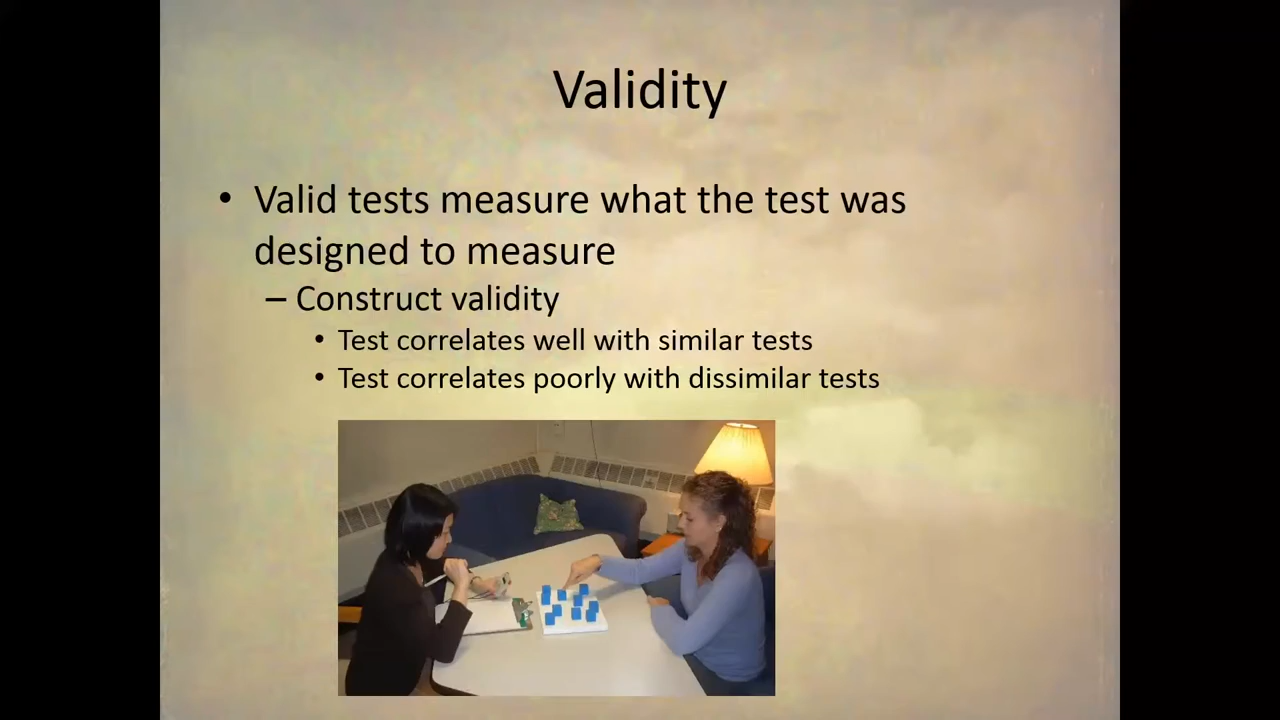 Validity
• Valid tests measure what the test was
designed to measure
– Construct validity
• Test correlates well with similar tests
• Test correlates poorly with dissimilar tests